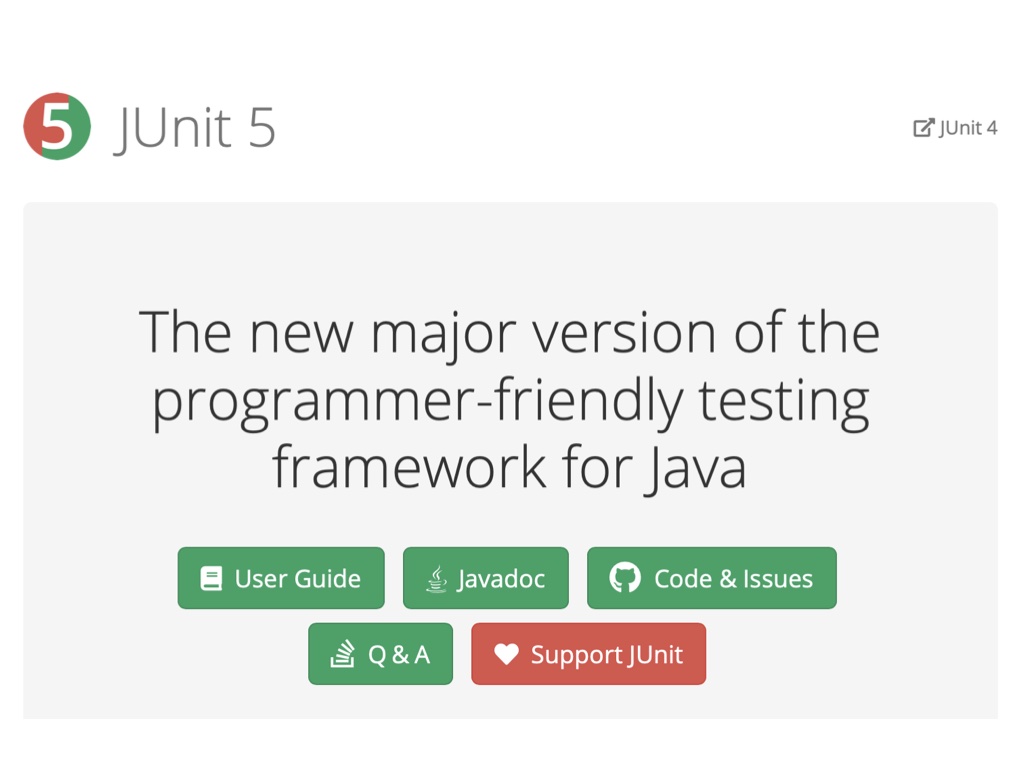 5 JUnit 5
JUnit 4
The new major version of the
programmer-friendly testing
framework for Java
User Guide
Javadoc
Code & Issues
Q & A
Support JUnit